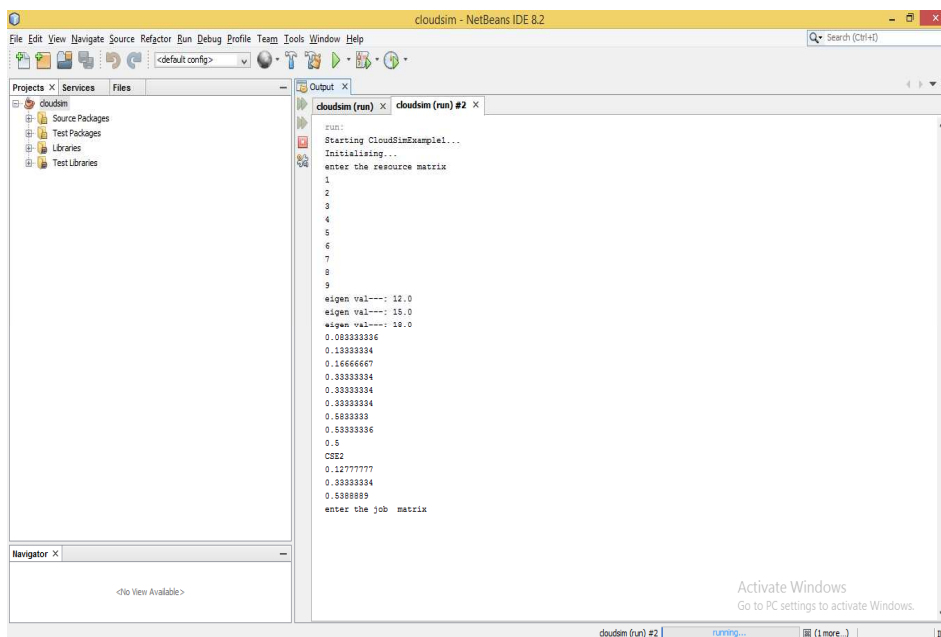 cloudsim - NetBeans IDE 8.2
File Edit View Navigate Source Refactor Run Debug Profile Team Tools Window Help
Search (Ctrl+I)
<default config>
Projects Services Files
Output
cloudsim
Source Packages
Test Packages
Libraries
Test Libraries
cloudsim (run) cloudsim (run) #2
run:
Starting CloudSimExample1...
Initialising...
enter the resource matrix
1
2
3
4
5
6
7
8
9
eigen val---: 12.0
eigen val---: 15.0
eigen val---: 18.0
0.083333336
0.13333334
0.16666667
0.33333334
0.33333334
0.33333334
0.5833333
0.53333336
0.5
CSE2
0.12777777
0.33333334
0.5388889
enter the job  matrix
Navigator
<No View Available>
Activate Windows
Go to PC settings to activate Windows.
cloudsim (run) #2 running... (1 more...)